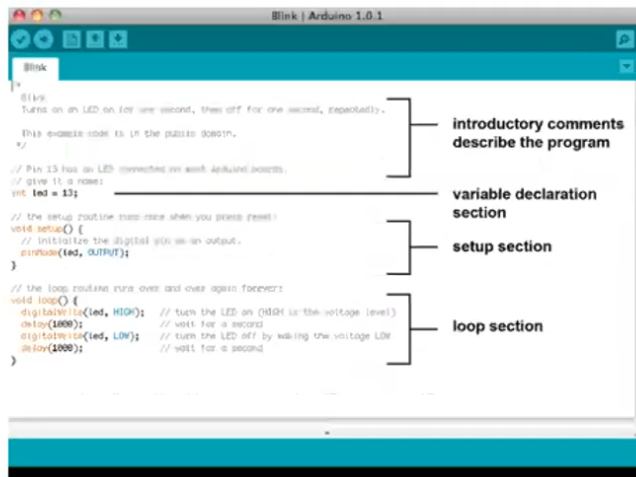 Blink | Arduino 1.0.1
Blink
/*
Blink
Turns on an LED on for one second, then off for one second, repeatedly.
This example code is in the public domain.
*/
introductory comments
describe the program
// Pin 13 has an LED connected on most Arduino boards.
// give it a name:
int led = 13;
variable declaration
section
// the setup routine runs once when you press reset:
void setup() {
// initialize the digital pin as an output.
pinMode(led, OUTPUT);
}
setup section
// the loop routine runs over and over again forever:
void loop() {
digitalWrite(led, HIGH); // turn the LED on (HIGH is the voltage level)
delay(1000); // wait for a second
digitalWrite(led, LOW); // turn the LED off by making the voltage LOW
delay(1000); // wait for a second
}
loop section